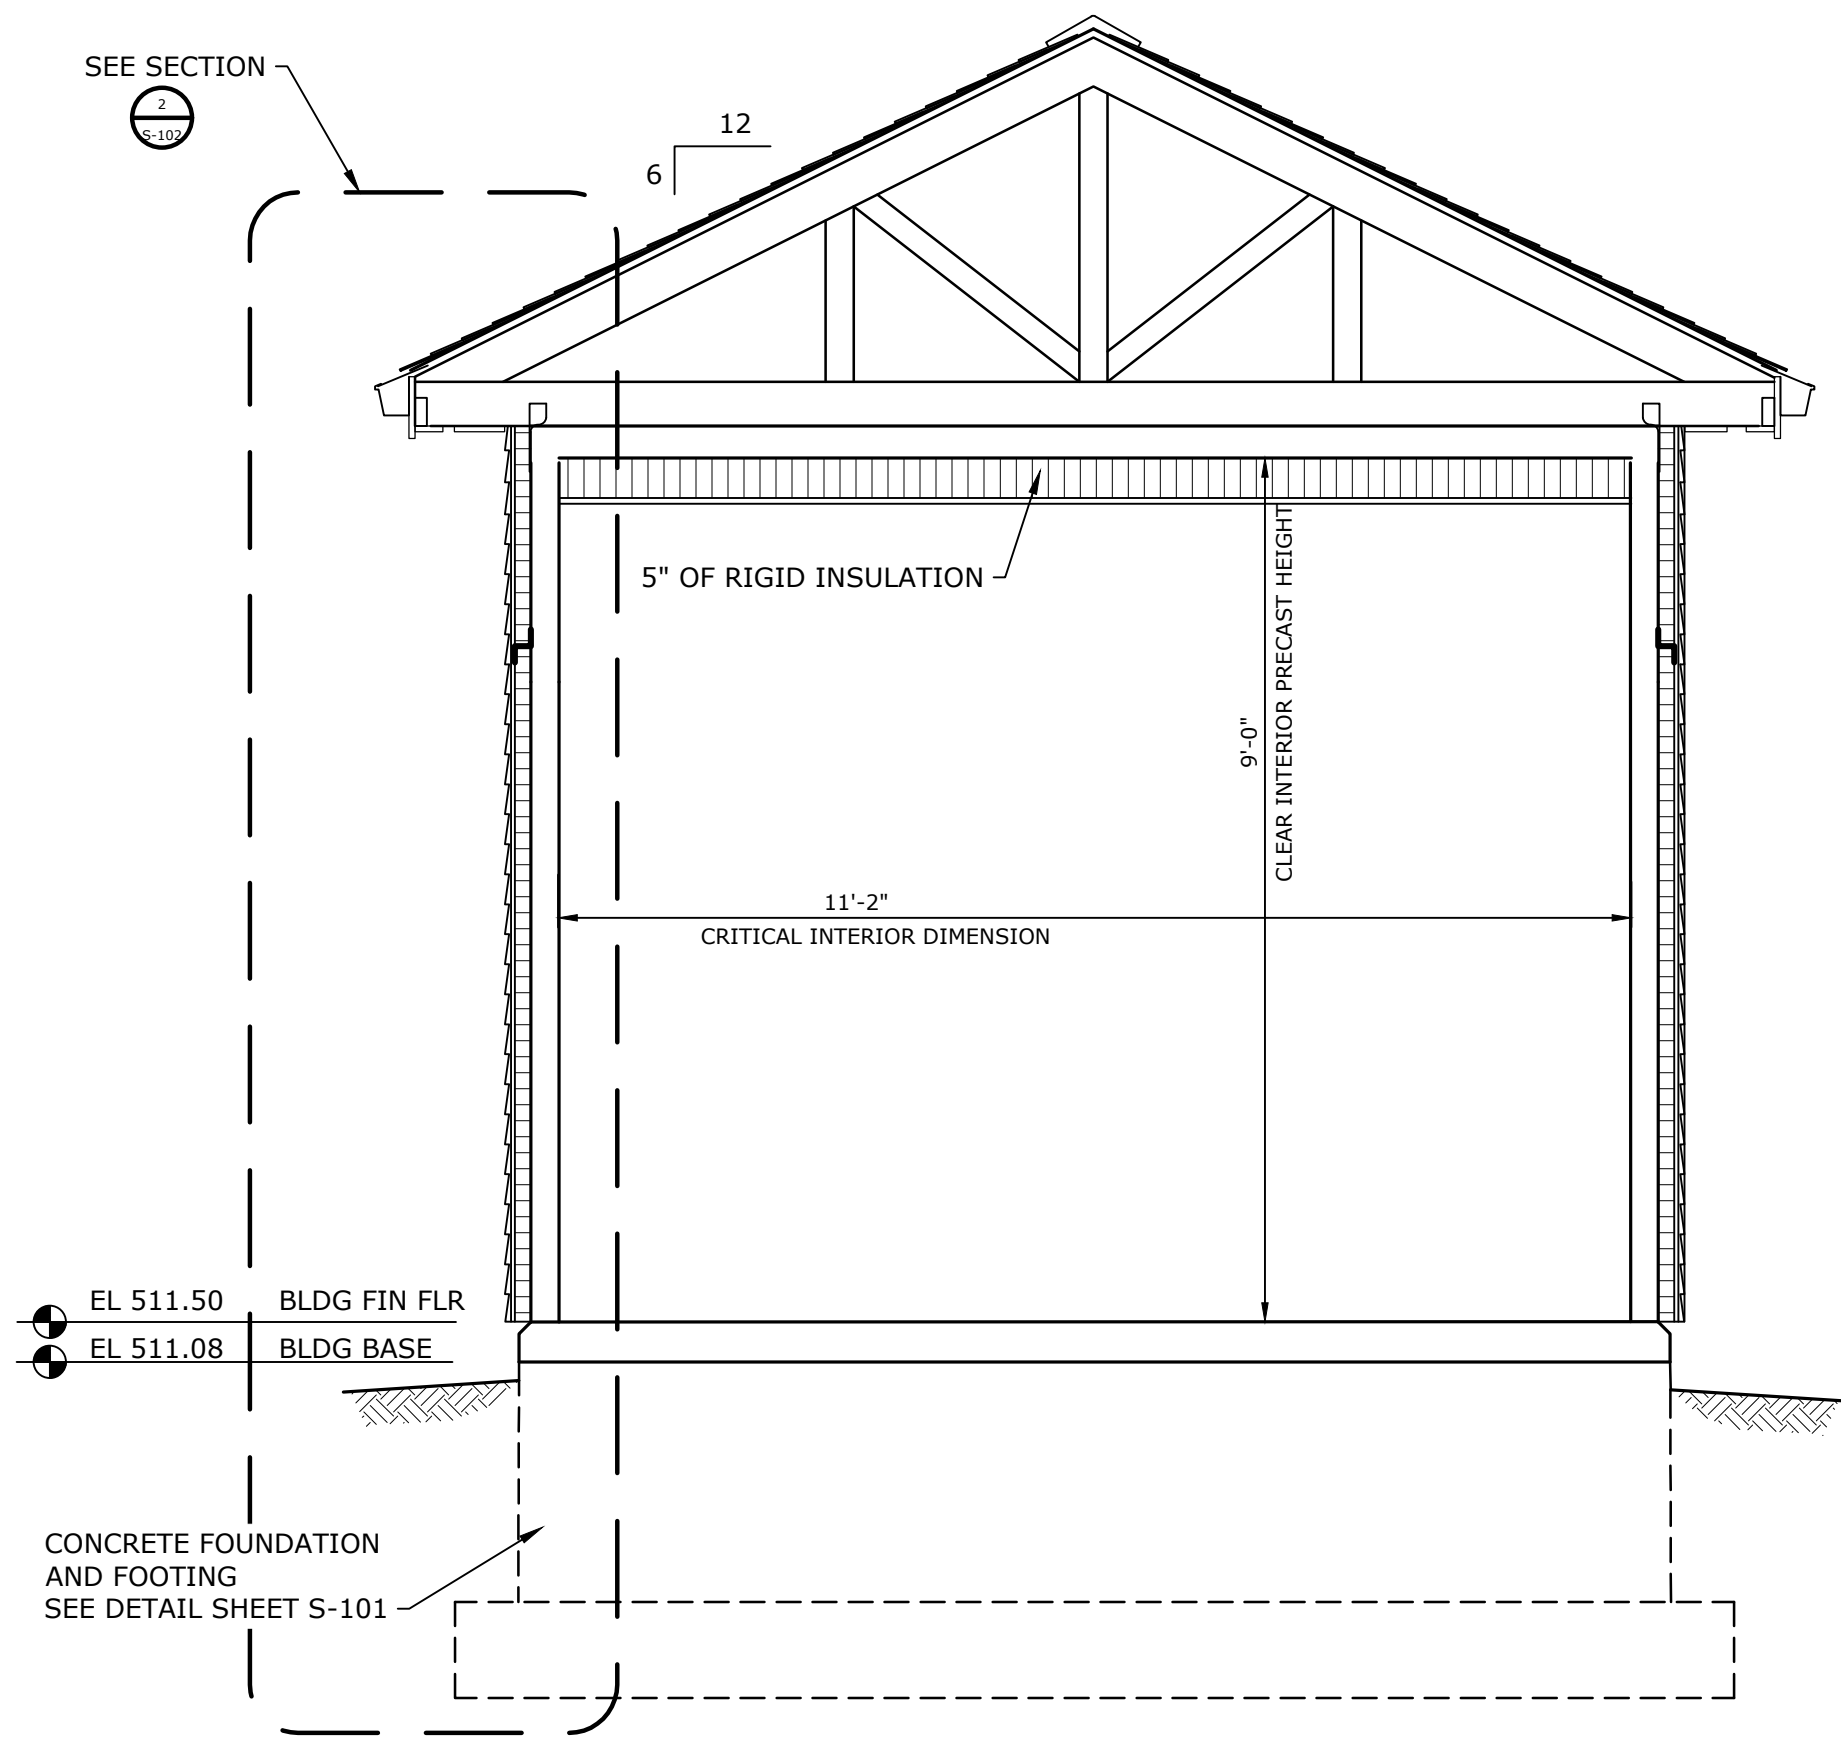 SEE SECTION
2
S-102
12
6
5" OF RIGID INSULATION
CLEAR INTERIOR PRECAST HEIGHT
9'-0"
11'-2"
CRITICAL INTERIOR DIMENSION
EL 511.50 BLDG FIN FLR
EL 511.08 BLDG BASE
CONCRETE FOUNDATION
AND FOOTING
SEE DETAIL SHEET S-101